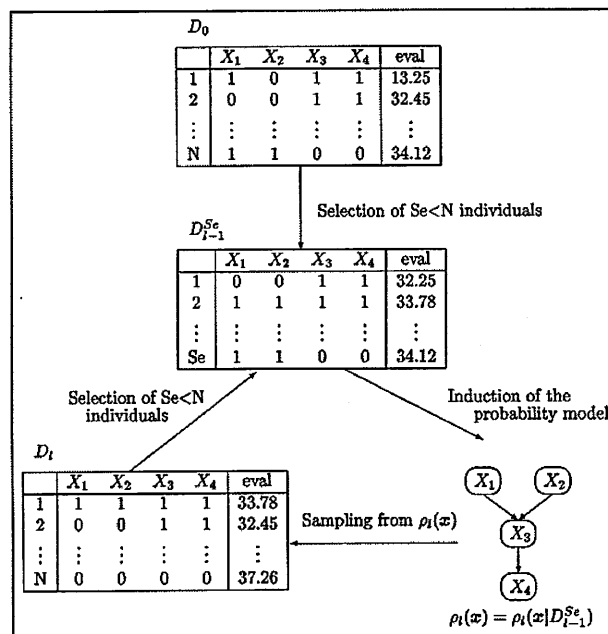 D_0
X_1 X_2 X_3 X_4 eval
1 1 0 1 1 13.25
2 0 0 1 1 32.45
⋮ ⋮ ⋮ ⋮ ⋮ ⋮
N 1 1 0 0 34.12
Selection of Se<N individuals
D_{l-1}^{Se}
X_1 X_2 X_3 X_4 eval
1 0 0 1 1 32.25
2 1 1 1 1 33.78
⋮ ⋮ ⋮ ⋮ ⋮ ⋮
Se 1 1 0 0 34.12
Selection of Se<N
individuals
Induction of the
probability model
D_l
X_1 X_2 X_3 X_4 eval
1 1 1 1 1 33.78
2 0 0 1 1 32.45
⋮ ⋮ ⋮ ⋮ ⋮ ⋮
N 0 0 0 0 37.26
Sampling from ρ_l(x)
X_1 X_2
X_3
X_4
ρ_l(x) = ρ_l(x|D_{l-1}^{Se})